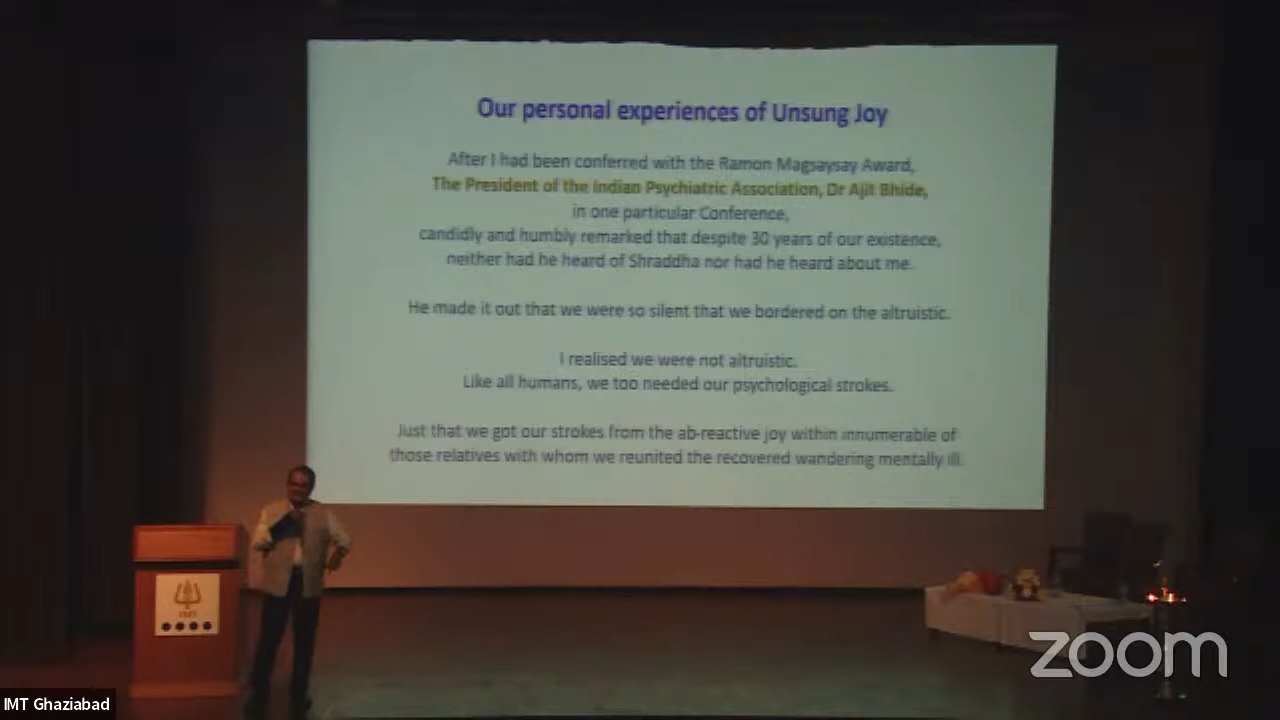 Our personal experiences of Unsung Joy
After I had been conferred with the Ramon Magsaysay Award,
The President of the Indian Psychiatric Association, Dr Ajit Bhide,
in one particular Conference,
candidly and humbly remarked that despite 30 years of our existence,
neither had he heard of Shraddha nor had he heard about me.
He made it out that we were so silent that we bordered on the altruistic.
I realised we were not altruistic.
Like all humans, we too needed our psychological strokes.
Just that we got our strokes from the ab-reactive joy within innumerable of
those relatives with whom we reunited the recovered wandering mentally ill.
IMT
zoom
IMT Ghaziabad